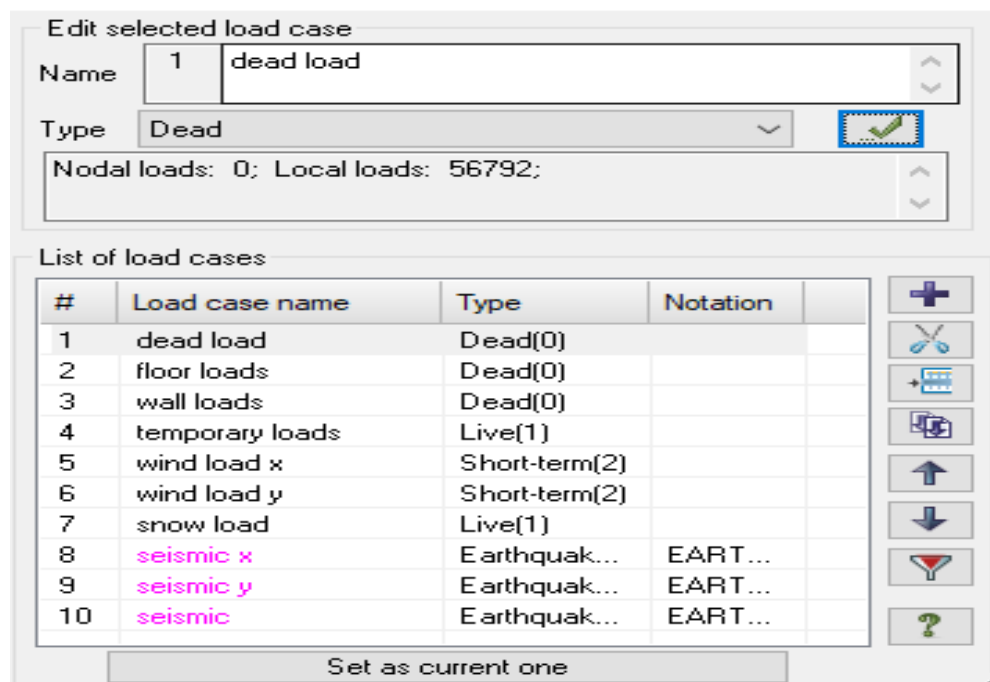 Edit selected load case
Name 1 dead load
Type Dead
Nodal loads: 0; Local loads: 56792;
List of load cases
# Load case name Type Notation
1 dead load Dead(0)
2 floor loads Dead(0)
3 wall loads Dead(0)
4 temporary loads Live(1)
5 wind load x Short-term(2)
6 wind load y Short-term(2)
7 snow load Live(1)
8 seismic x Earthquak... EART...
9 seismic y Earthquak... EART...
10 seismic Earthquak... EART...
Set as current one